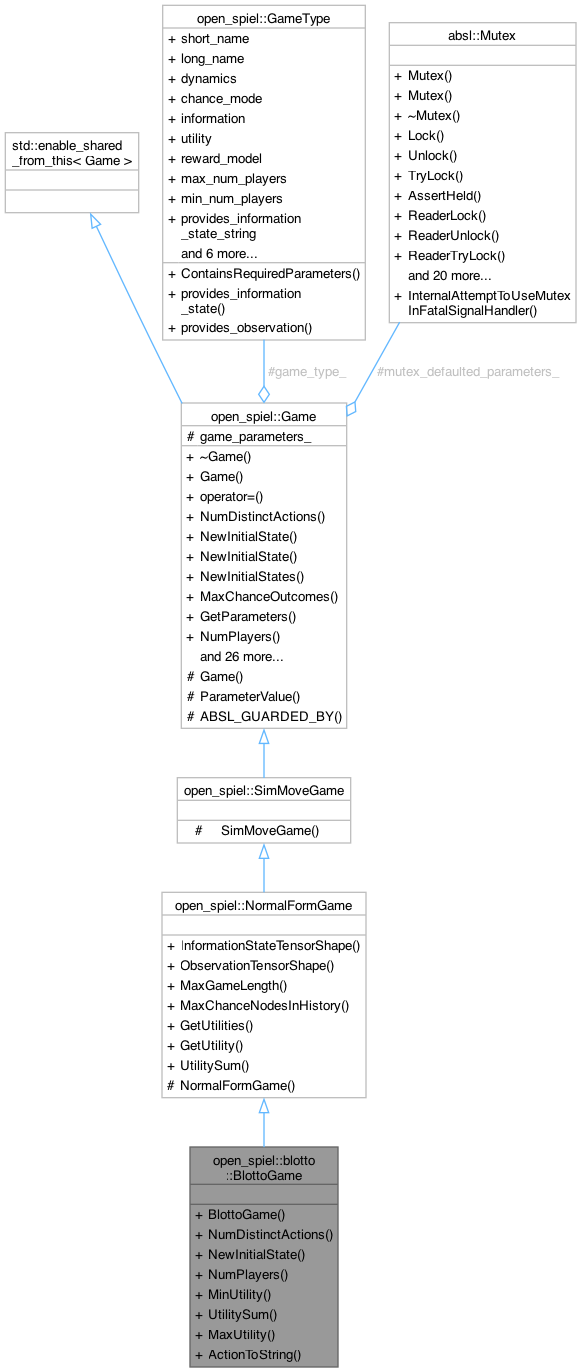 open_spiel::GameType
+ short_name
+ long_name
+ dynamics
+ chance_mode
+ information
+ utility
+ reward_model
+ max_num_players
+ min_num_players
+ provides_information
_state_string
and 6 more...
+ ContainsRequiredParameters()
+ provides_information
_state()
+ provides_observation()
absl::Mutex
+ Mutex()
+ Mutex()
+ ~Mutex()
+ Lock()
+ Unlock()
+ TryLock()
+ AssertHeld()
+ ReaderLock()
+ ReaderUnlock()
+ ReaderTryLock()
and 20 more...
+ InternalAttemptToUseMutex
InFatalSignalHandler()
std::enable_shared
_from_this< Game >
#game_type_
#mutex_defaulted_parameters_
open_spiel::Game
# game_parameters_
+ ~Game()
+ Game()
+ operator=()
+ NumDistinctActions()
+ NewInitialState()
+ NewInitialState()
+ NewInitialStates()
+ MaxChanceOutcomes()
+ GetParameters()
+ NumPlayers()
and 26 more...
# Game()
# ParameterValue()
# ABSL_GUARDED_BY()
open_spiel::SimMoveGame
# SimMoveGame()
open_spiel::NormalFormGame
+ InformationStateTensorShape()
+ ObservationTensorShape()
+ MaxGameLength()
+ MaxChanceNodesInHistory()
+ GetUtilities()
+ GetUtility()
+ UtilitySum()
# NormalFormGame()
open_spiel::blotto
::BlottoGame
+ BlottoGame()
+ NumDistinctActions()
+ NewInitialState()
+ NumPlayers()
+ MinUtility()
+ UtilitySum()
+ MaxUtility()
+ ActionToString()